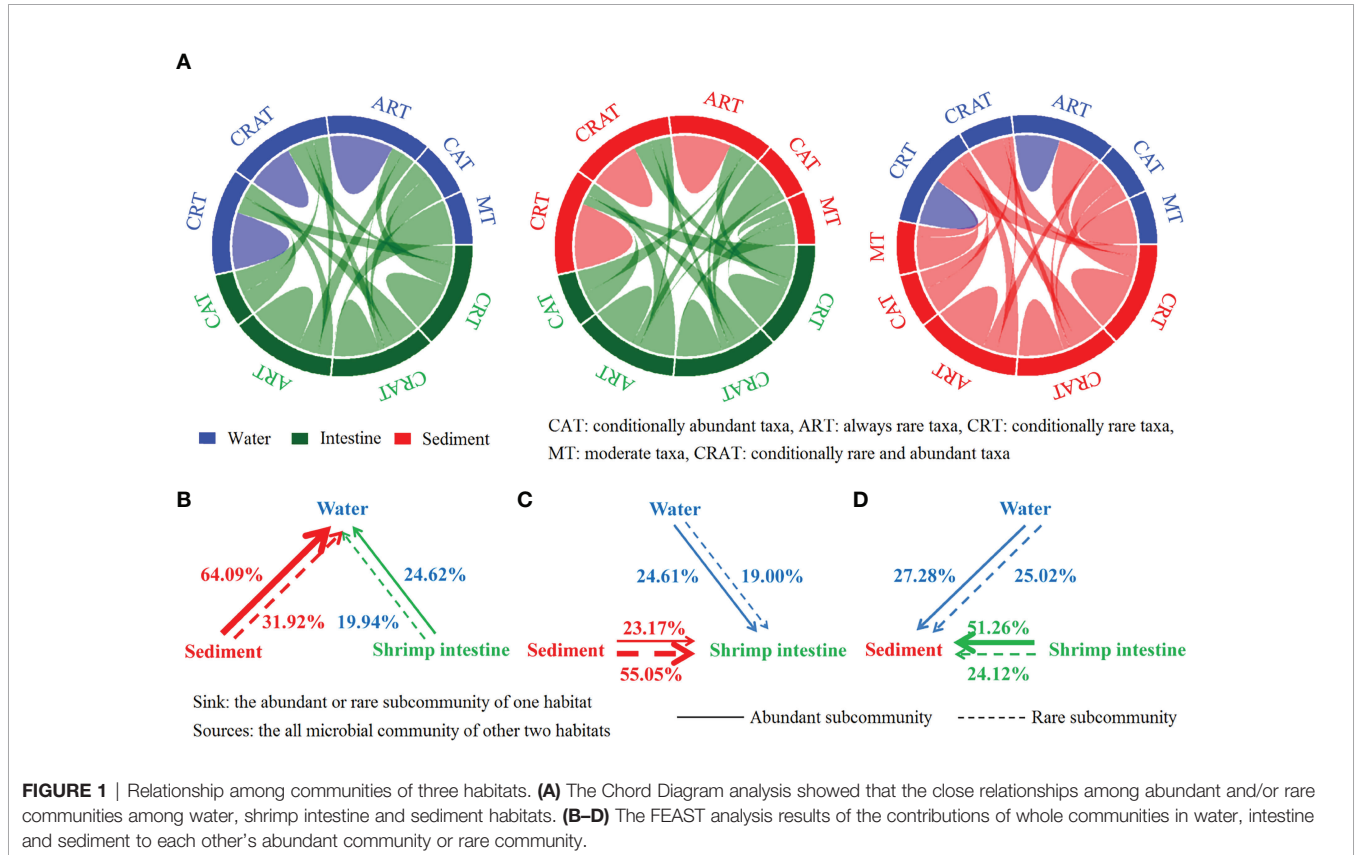 A
CRAT
ART
CAT
MT
CRT
CAT
ART
CRAT
CRT
CRAT
ART
CAT
MT
CRT
CAT
ART
CRAT
CRT
CRAT
ART
CAT
MT
CRT
MT
CAT
ART
CRAT
CRT
Water Intestine Sediment
CAT: conditionally abundant taxa, ART: always rare taxa, CRT: conditionally rare taxa,
MT: moderate taxa, CRAT: conditionally rare and abundant taxa
B
Water
64.09%
24.62%
31.92%
19.94%
Sediment
Shrimp intestine
C
Water
24.61%
19.00%
23.17%
Sediment
Shrimp intestine
55.05%
D
Water
27.28%
25.02%
51.26%
Sediment
Shrimp intestine
24.12%
Sink: the abundant or rare subcommunity of one habitat
Sources: the all microbial community of other two habitats
Abundant subcommunity
Rare subcommunity
FIGURE 1 | Relationship among communities of three habitats. (A) The Chord Diagram analysis showed that the close relationships among abundant and/or rare
communities among water, shrimp intestine and sediment habitats. (B–D) The FEAST analysis results of the contributions of whole communities in water, intestine
and sediment to each other's abundant community or rare community.